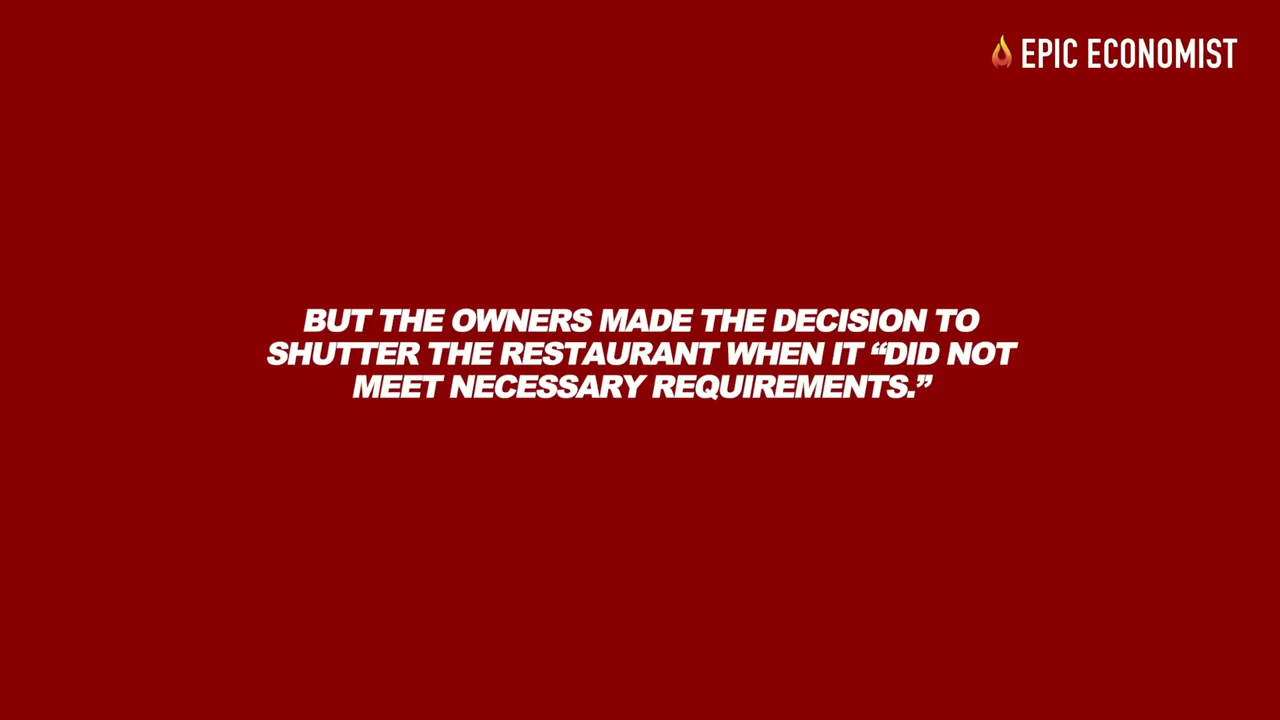 EPIC ECONOMIST
BUT THE OWNERS MADE THE DECISION TO
SHUTTER THE RESTAURANT WHEN IT “DID NOT
MEET NECESSARY REQUIREMENTS.”